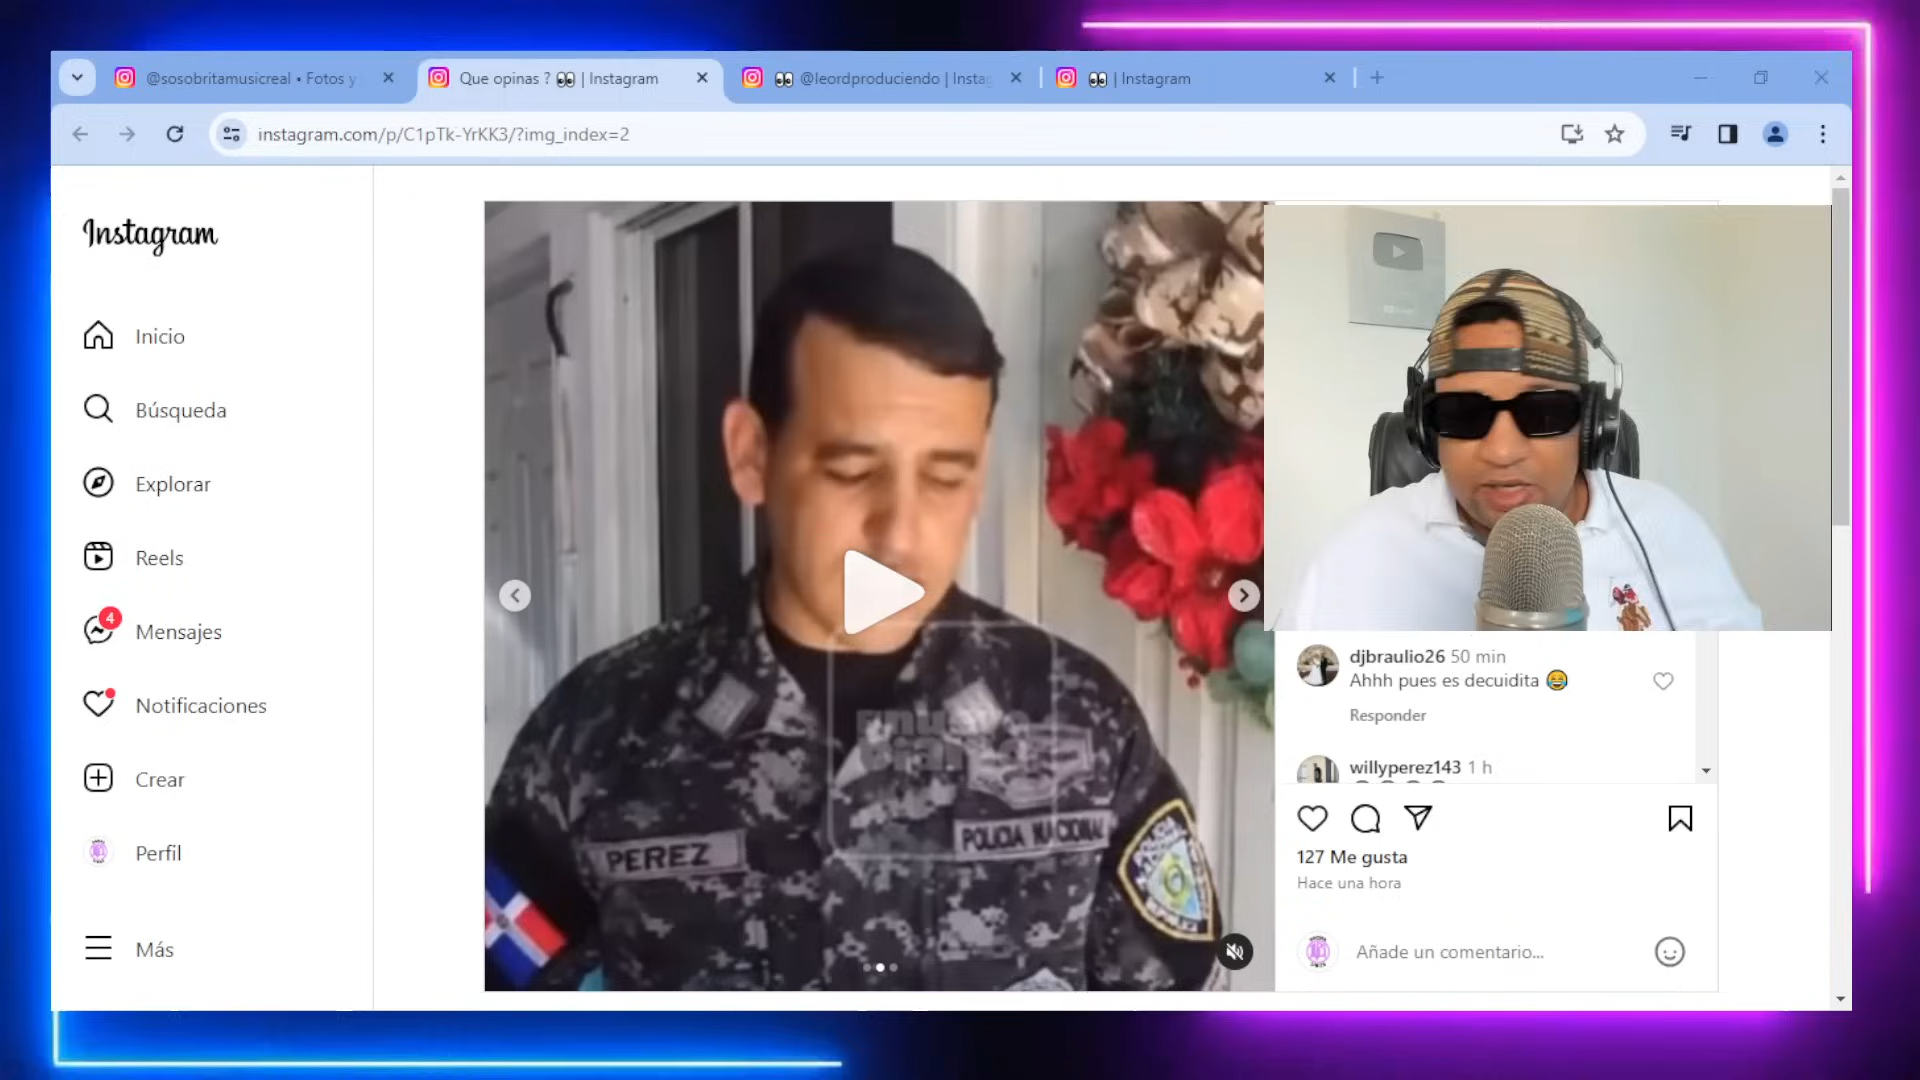 @sosobritamusicreal • Fotos y
Que opinas ? 👀 | Instagram
👀 @leordproduciendo | Insta
👀 | Instagram
instagram.com/p/C1pTk-YrKK3/?img_index=2
Instagram
Inicio
Búsqueda
Explorar
Reels
4
Mensajes
Notificaciones
Crear
Perfil
Más
PEREZ
POLICIA NACIONAL
djbraulio26 50 min
Ahhh pues es decuidita 😂
Responder
willyperez143 1 h
127 Me gusta
Hace una hora
Añade un comentario...